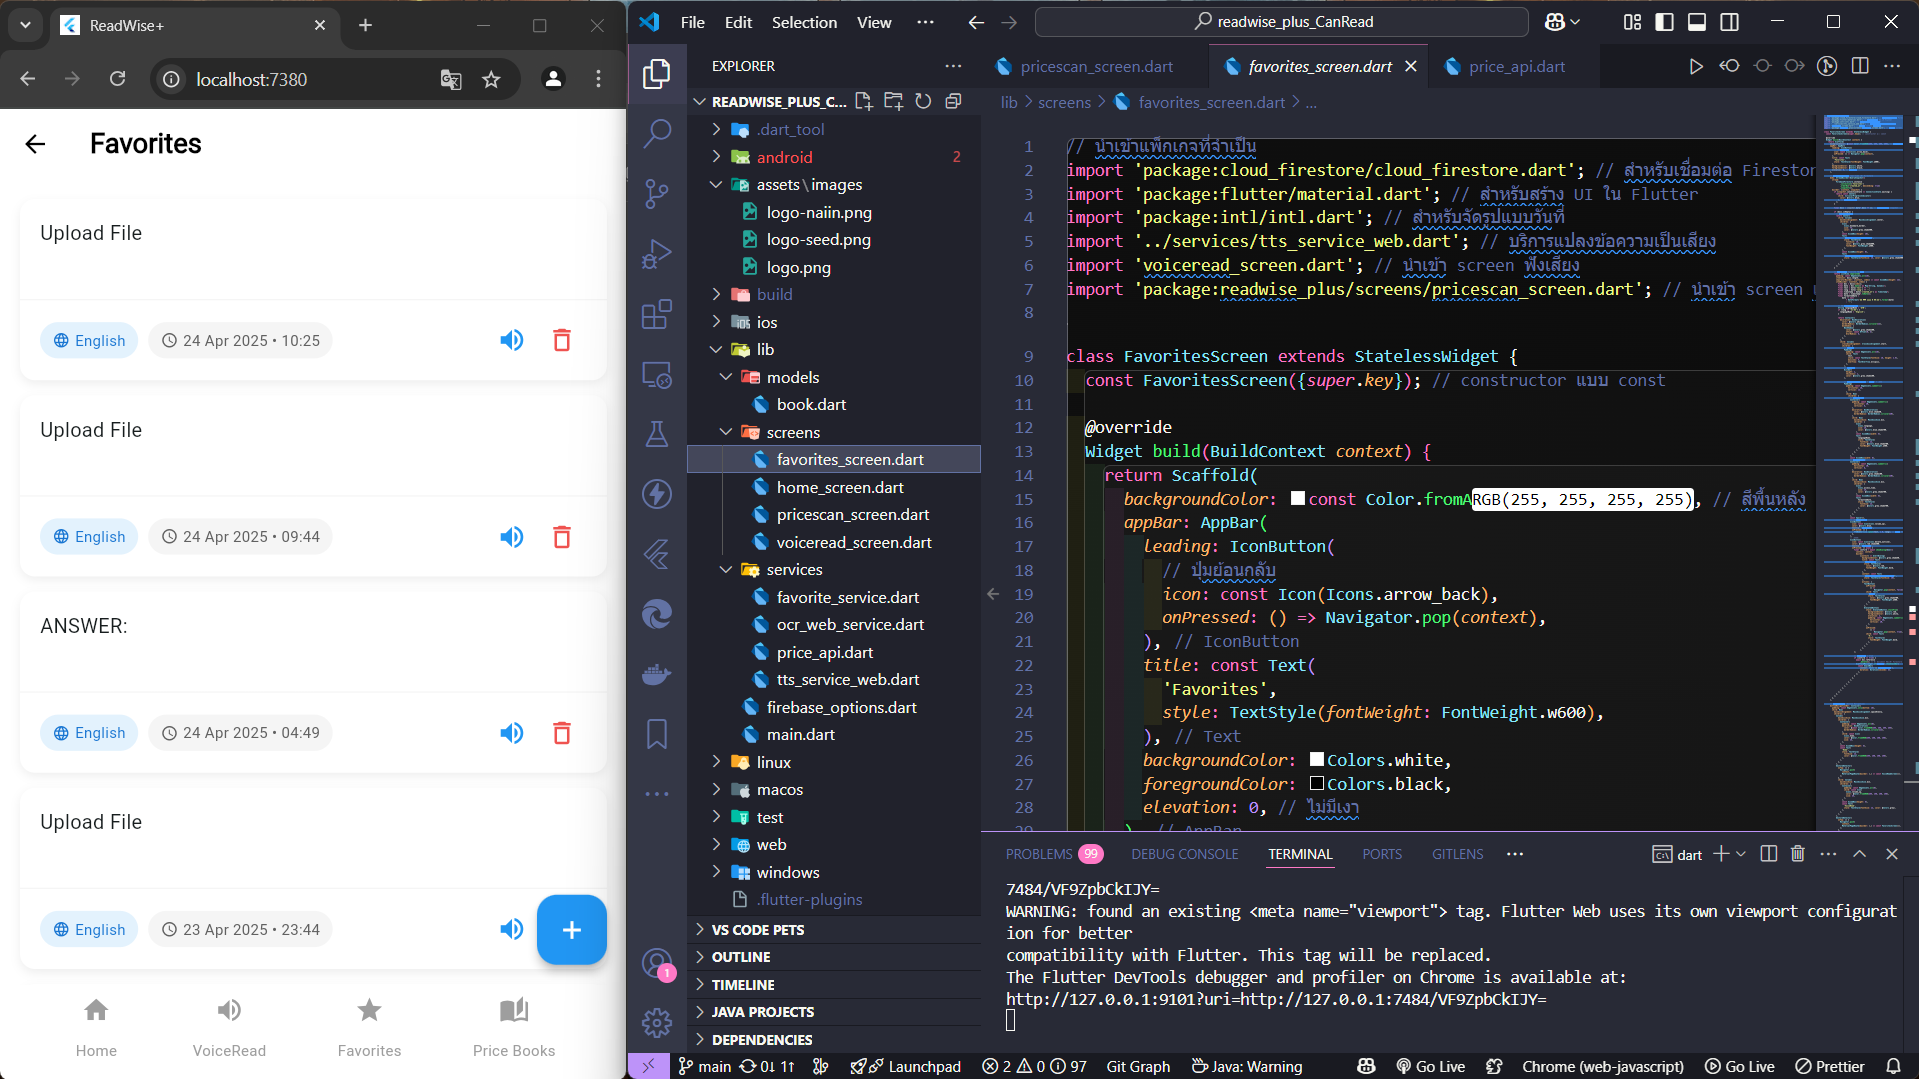 ReadWise+
localhost:7380
Favorites
Upload File
English
24 Apr 2025 • 10:25
Upload File
English
24 Apr 2025 • 09:44
ANSWER:
English
24 Apr 2025 • 04:49
Upload File
English
23 Apr 2025 • 23:44
+
Home
VoiceRead
Favorites
Price Books
File Edit Selection View ···
readwise_plus_CanRead
EXPLORER
READWISE_PLUS_C...
.dart_tool
android 2
assets\images
logo-naiin.png
logo-seed.png
logo.png
build
ios
lib
models
book.dart
screens
favorites_screen.dart
home_screen.dart
pricescan_screen.dart
voiceread_screen.dart
services
favorite_service.dart
ocr_web_service.dart
price_api.dart
tts_service_web.dart
firebase_options.dart
main.dart
linux
macos
test
web
windows
.flutter-plugins
VS CODE PETS
OUTLINE
TIMELINE
JAVA PROJECTS
DEPENDENCIES
1
pricescan_screen.dart
favorites_screen.dart
price_api.dart
lib > screens > favorites_screen.dart > ...
1 // นำเข้าแพ็กเกจที่จำเป็น
2 import 'package:cloud_firestore/cloud_firestore.dart'; // สำหรับเชื่อมต่อ Firestor
3 import 'package:flutter/material.dart'; // สำหรับสร้าง UI ใน Flutter
4 import 'package:intl/intl.dart'; // สำหรับจัดรูปแบบวันที่
5 import '../services/tts_service_web.dart'; // บริการแปลงข้อความเป็นเสียง
6 import 'voiceread_screen.dart'; // นำเข้า screen ฟังเสียง
7 import 'package:readwise_plus/screens/pricescan_screen.dart'; // นำเข้า screen
8
9 class FavoritesScreen extends StatelessWidget {
10 const FavoritesScreen({super.key}); // constructor แบบ const
11
12 @override
13 Widget build(BuildContext context) {
14 return Scaffold(
15 backgroundColor: const Color.fromARGB(255, 255, 255, 255), // สีพื้นหลัง
16 appBar: AppBar(
17 leading: IconButton(
18 // ปุ่มย้อนกลับ
19 icon: const Icon(Icons.arrow_back),
20 onPressed: () => Navigator.pop(context),
21 ), // IconButton
22 title: const Text(
23 'Favorites',
24 style: TextStyle(fontWeight: FontWeight.w600),
25 ), // Text
26 backgroundColor: Colors.white,
27 foregroundColor: Colors.black,
28 elevation: 0, // ไม่มีเงา
29 ), // AppBar
PROBLEMS 99 DEBUG CONSOLE TERMINAL PORTS GITLENS ···
dart
7484/VF9ZpbCkIJY=
WARNING: found an existing <meta name="viewport"> tag. Flutter Web uses its own viewport configurat
ion for better
compatibility with Flutter. This tag will be replaced.
The Flutter DevTools debugger and profiler on Chrome is available at:
http://127.0.0.1:9101?uri=http://127.0.0.1:7484/VF9ZpbCkIJY=
main 0↓ 1↑ Launchpad 2 0 97 Git Graph Java: Warning Go Live Chrome (web-javascript) Go Live Prettier